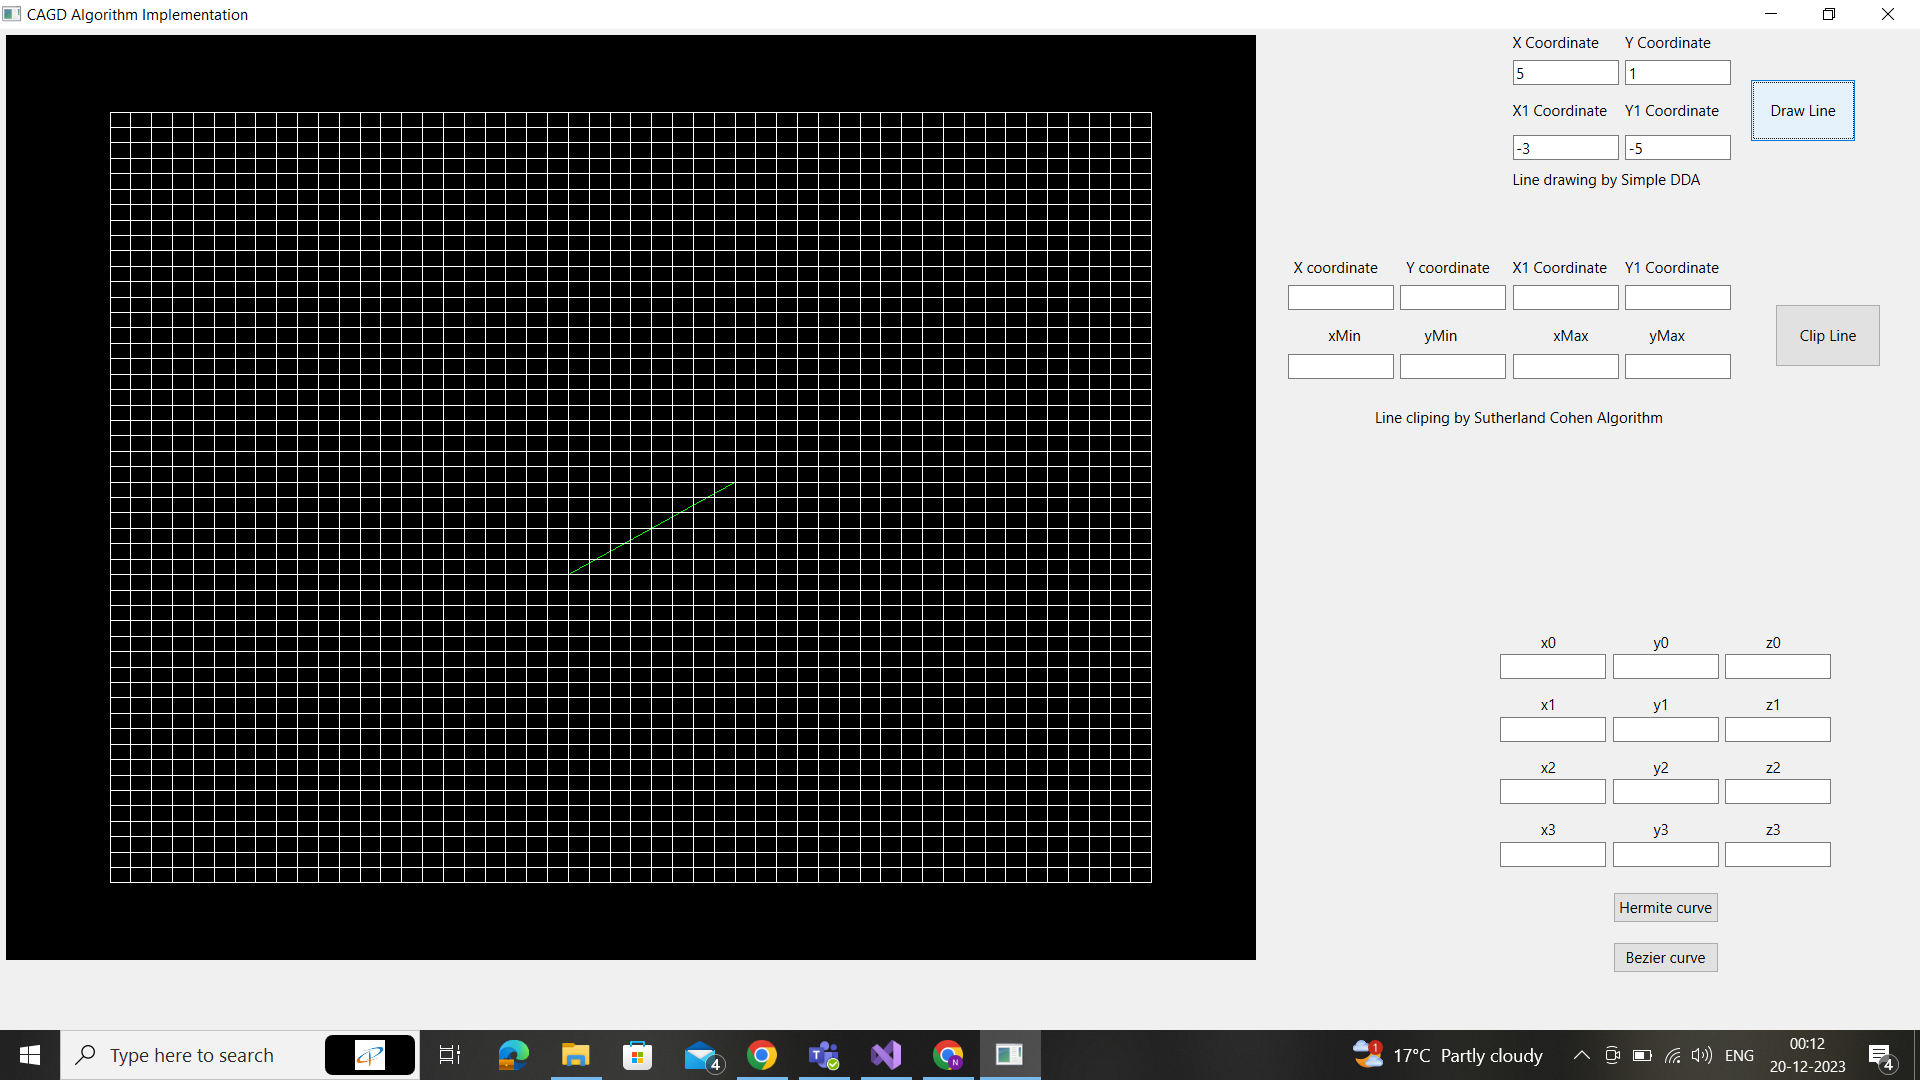 CAGD Algorithm Implementation
X Coordinate Y Coordinate
5 1
X1 Coordinate Y1 Coordinate
Draw Line
-3 -5
Line drawing by Simple DDA
X coordinate Y coordinate X1 Coordinate Y1 Coordinate
xMin yMin xMax yMax
Clip Line
Line cliping by Sutherland Cohen Algorithm
x0 y0 z0
x1 y1 z1
x2 y2 z2
x3 y3 z3
Hermite curve
Bezier curve
Type here to search
4
N
1
17°C Partly cloudy
ENG
00:12
20-12-2023
4